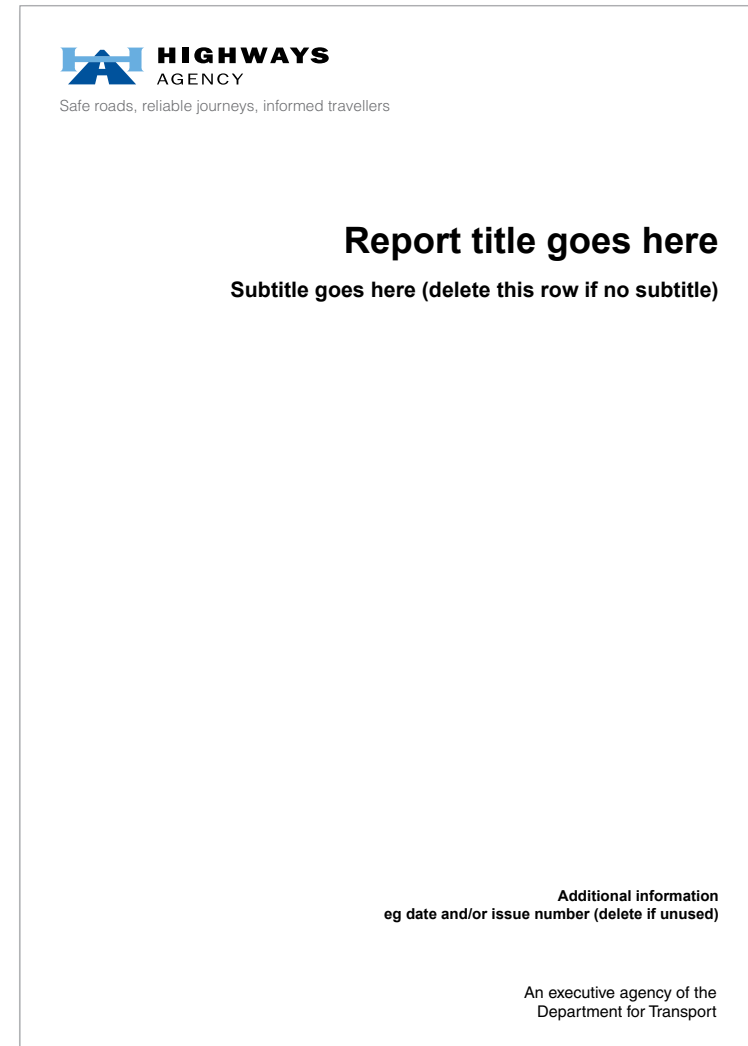 HIGHWAYS
AGENCY
Safe roads, reliable journeys, informed travellers
Report title goes here
Subtitle goes here (delete this row if no subtitle)
Additional information
eg date and/or issue number (delete if unused)
An executive agency of the
Department for Transport